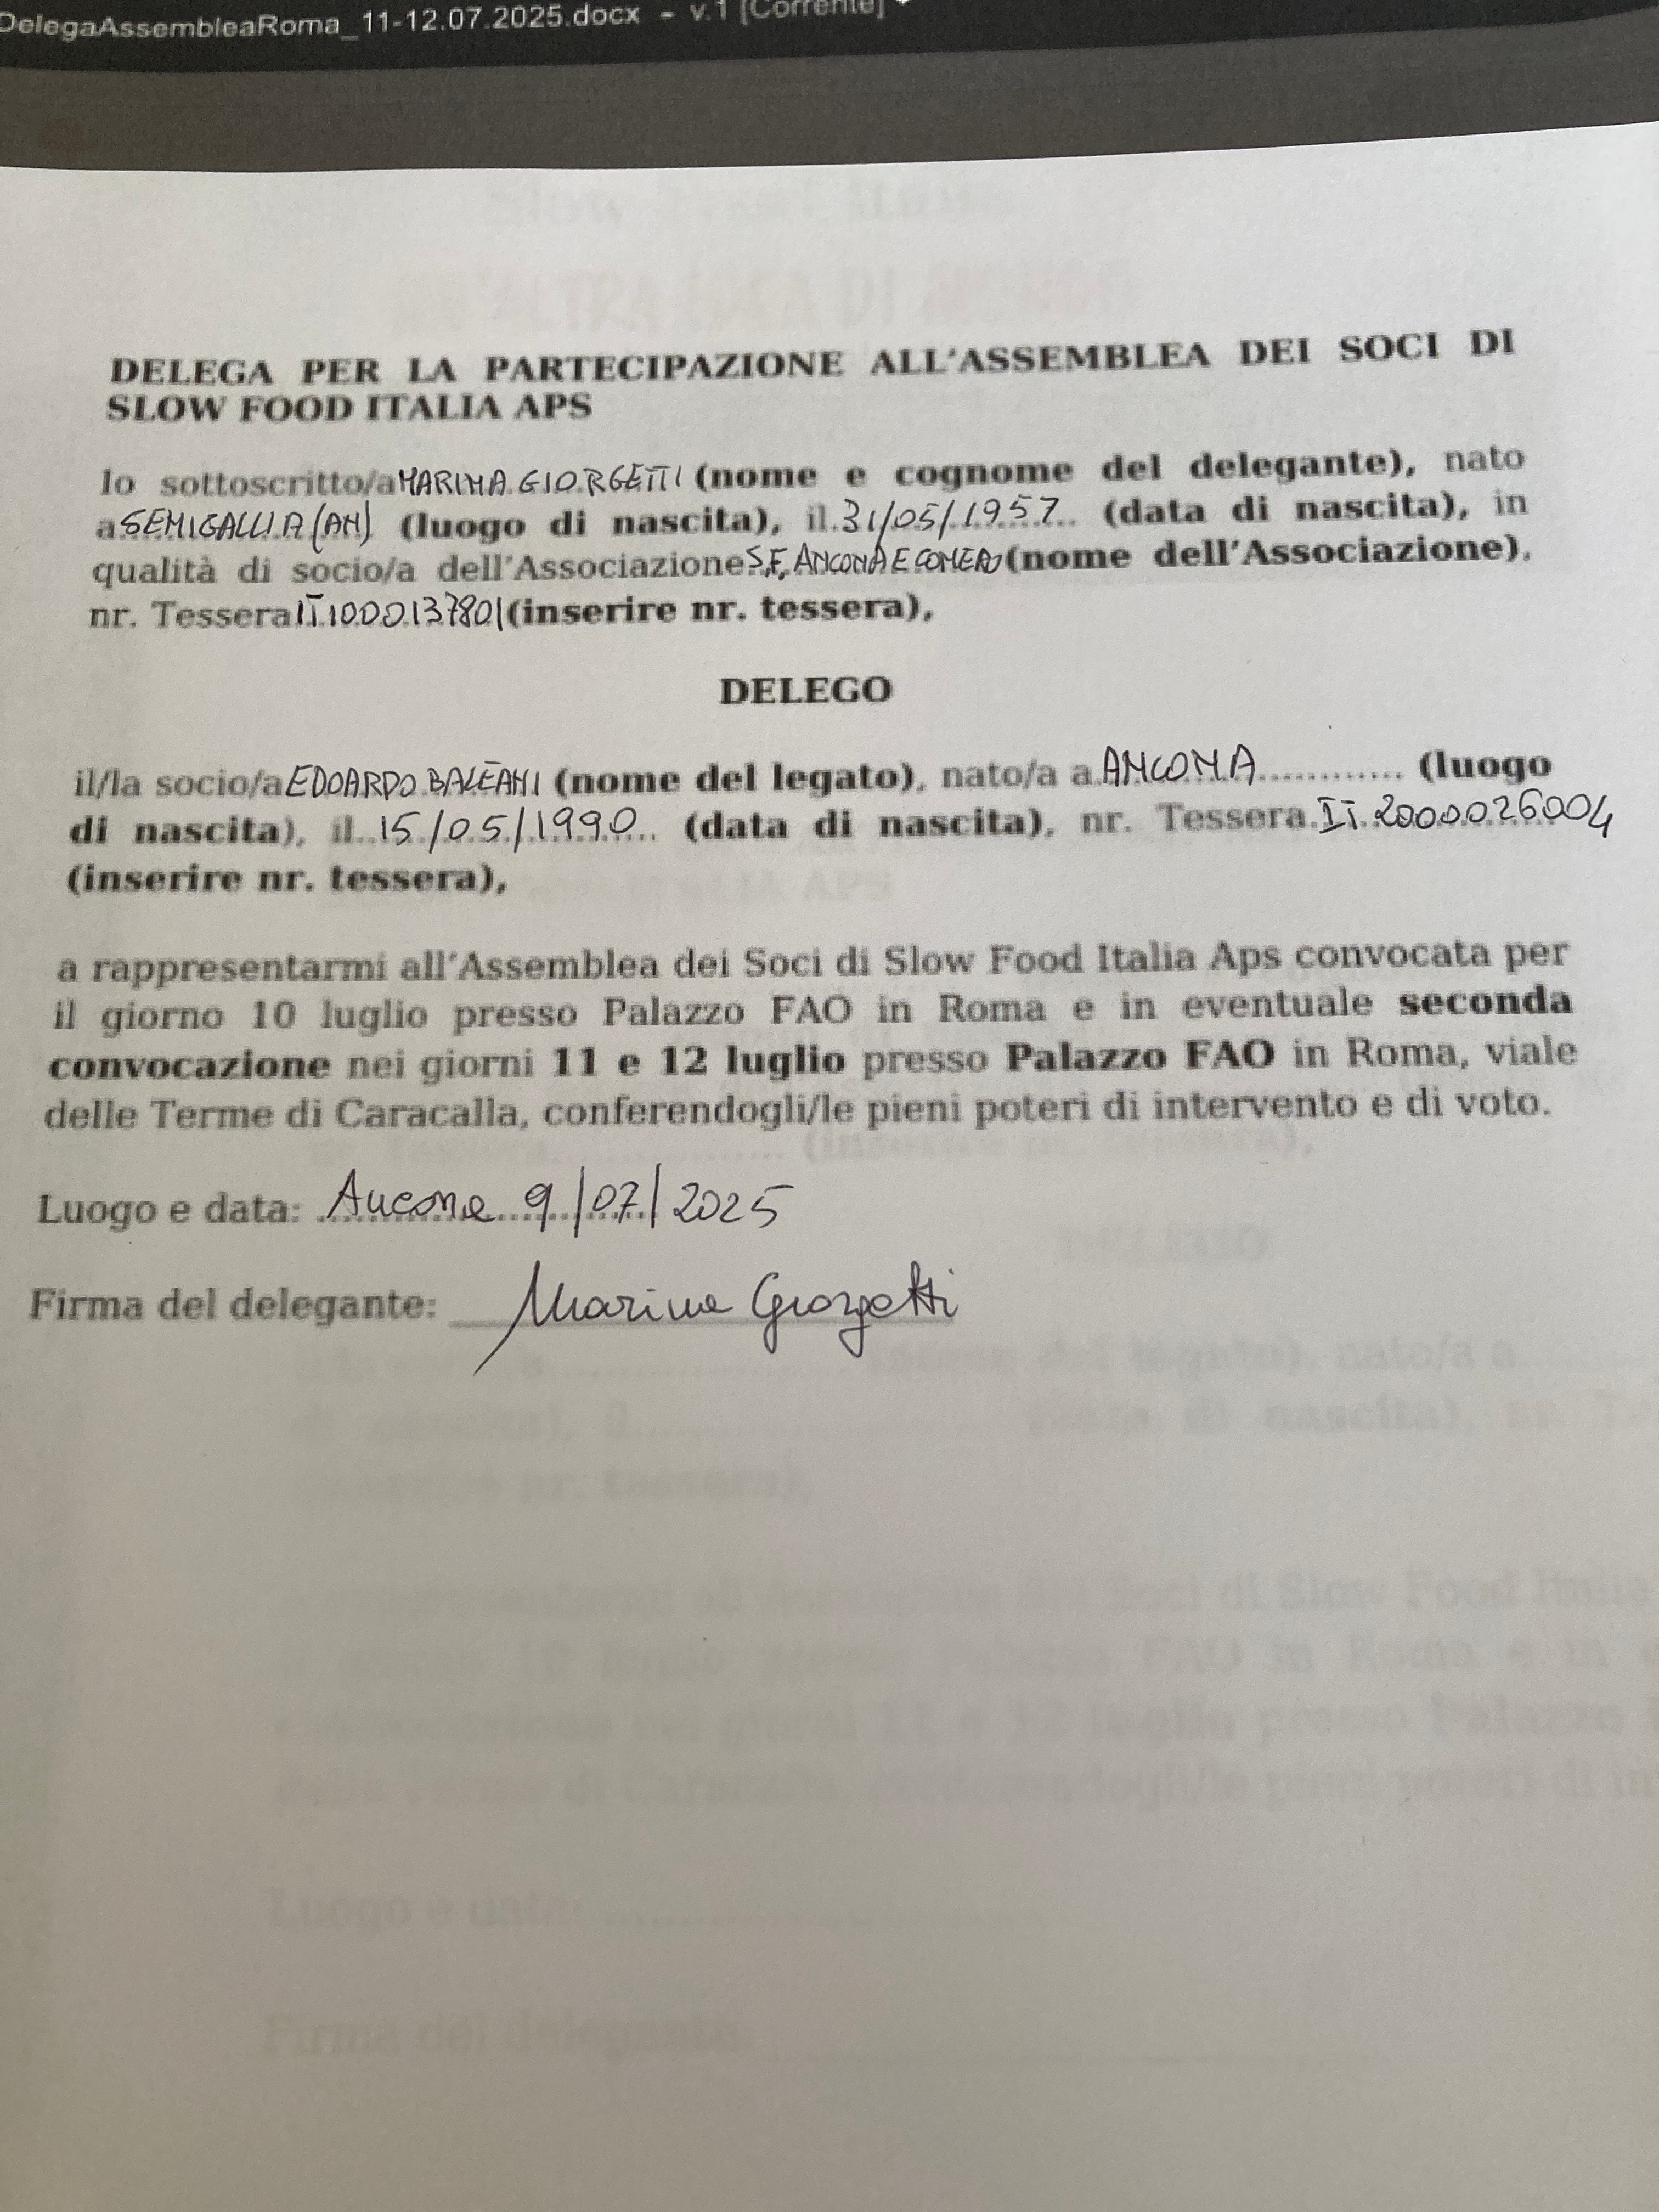 DelegaAssembleaRoma_11-12.07.2025.docx - v.1 [Corrente]
DELEGA PER LA PARTECIPAZIONE ALL'ASSEMBLEA DEI SOCI DI
SLOW FOOD ITALIA APS
Io sottoscritto/a MARINA GIORGETTI (nome e cognome del delegante), nato
a SENIGALLIA (AN) (luogo di nascita), il 31/05/1957 (data di nascita), in
qualità di socio/a dell'Associazione S.F. ANCONA E CONERO (nome dell'Associazione),
nr. Tessera IT1000137801 (inserire nr. tessera),
DELEGO
il/la socio/a EDOARDO BALEANI (nome del legato), nato/a a ANCONA ............ (luogo
di nascita), il 15/05/1990 (data di nascita), nr. Tessera IT 2000026004
(inserire nr. tessera),
a rappresentarmi all'Assemblea dei Soci di Slow Food Italia Aps convocata per
il giorno 10 luglio presso Palazzo FAO in Roma e in eventuale seconda
convocazione nei giorni 11 e 12 luglio presso Palazzo FAO in Roma, viale
delle Terme di Caracalla, conferendogli/le pieni poteri di intervento e di voto.
Luogo e data: Ancona 9/07/2025
Firma del delegante: Marina Giorgetti